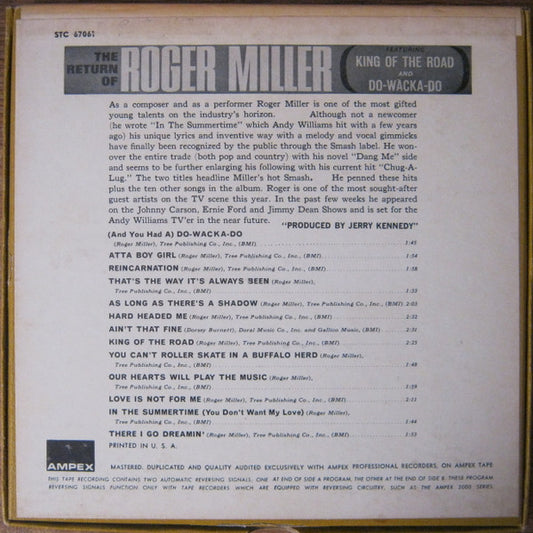 STC 67061
THE RETURN OF ROGER MILLER
FEATURING
KING OF THE ROAD
AND
DO-WACKA-DO
As a composer and as a performer Roger Miller is one of the most gifted
young talents on the industry's horizon. Although not a newcomer
(he wrote "In The Summertime" which Andy Williams hit with a few years
ago) his unique lyrics and inventive way with a melody and vocal gimmicks
have finally been recognized by the public through the Smash label. He won
over the entire trade (both pop and country) with his novel "Dang Me" side
and seems to be further enlarging his following with his current hit "Chug-A-
Lug." The two titles headline Miller's hot Smash. He penned these hits
plus the ten other songs in the album. Roger is one of the most sought-after
guest artists on the TV scene this year. In the past few weeks he appeared
on the Johnny Carson, Ernie Ford and Jimmy Dean Shows and is set for the
Andy Williams TV'er in the near future.
"PRODUCED BY JERRY KENNEDY"
(And You Had A) DO-WACKA-DO
(Roger Miller), Tree Publishing Co., Inc., (BMI) 1:45
ATTA BOY GIRL (Roger Miller), Tree Publishing Co., Inc., (BMI) 1:54
REINCARNATION (Roger Miller), Tree Publishing Co., Inc., (BMI) 1:58
THAT'S THE WAY IT'S ALWAYS BEEN (Roger Miller),
Tree Publishing Co., Inc., (BMI) 1:33
AS LONG AS THERE'S A SHADOW (Roger Miller), Tree Publishing Co., Inc., (BMI) 2:03
HARD HEADED ME (Roger Miller), Tree Publishing Co., Inc., (BMI) 2:2
AIN'T THAT FINE (Dorsey Burnett), Doral Music Co., Inc. and Gallico Music, (BMI) 2:31
KING OF THE ROAD (Roger Miller), Tree Publishing Co., Inc., (BMI) 2:25
YOU CAN'T ROLLER SKATE IN A BUFFALO HERD (Roger Miller),
Tree Publishing Co., Inc., (BMI) 1:48
OUR HEARTS WILL PLAY THE MUSIC (Roger Miller),
Tree Publishing Co., Inc., (BMI)
LOVE IS NOT FOR ME (Roger Miller), Tree Publishing Co., Inc., (BMI) 2:11
IN THE SUMMERTIME (You Don't Want My Love) (Roger Miller),
Tree Publishing Co., Inc., (BMI) 1:44
THERE I GO DREAMIN' (Roger Miller), Tree Publishing Co., Inc., (BMI) 1:53
PRINTED IN U. S. A.
AMPEX
MASTERED, DUPLICATED AND QUALITY AUDITED EXCLUSIVELY WITH AMPEX PROFESSIONAL RECORDERS, ON AMPEX TAPE
THIS TAPE RECORDING CONTAINS TWO AUTOMATIC REVERSING SIGNALS, ONE AT END OF SIDE A PROGRAM, THE OTHER AT THE END OF SIDE B. THESE PROGRAM
REVERSING SIGNALS FUNCTION ONLY WITH TAPE RECORDERS WHICH ARE EQUIPPED WITH REVERSING CIRCUITRY, SUCH AS THE AMPEX 2000 SERIES.